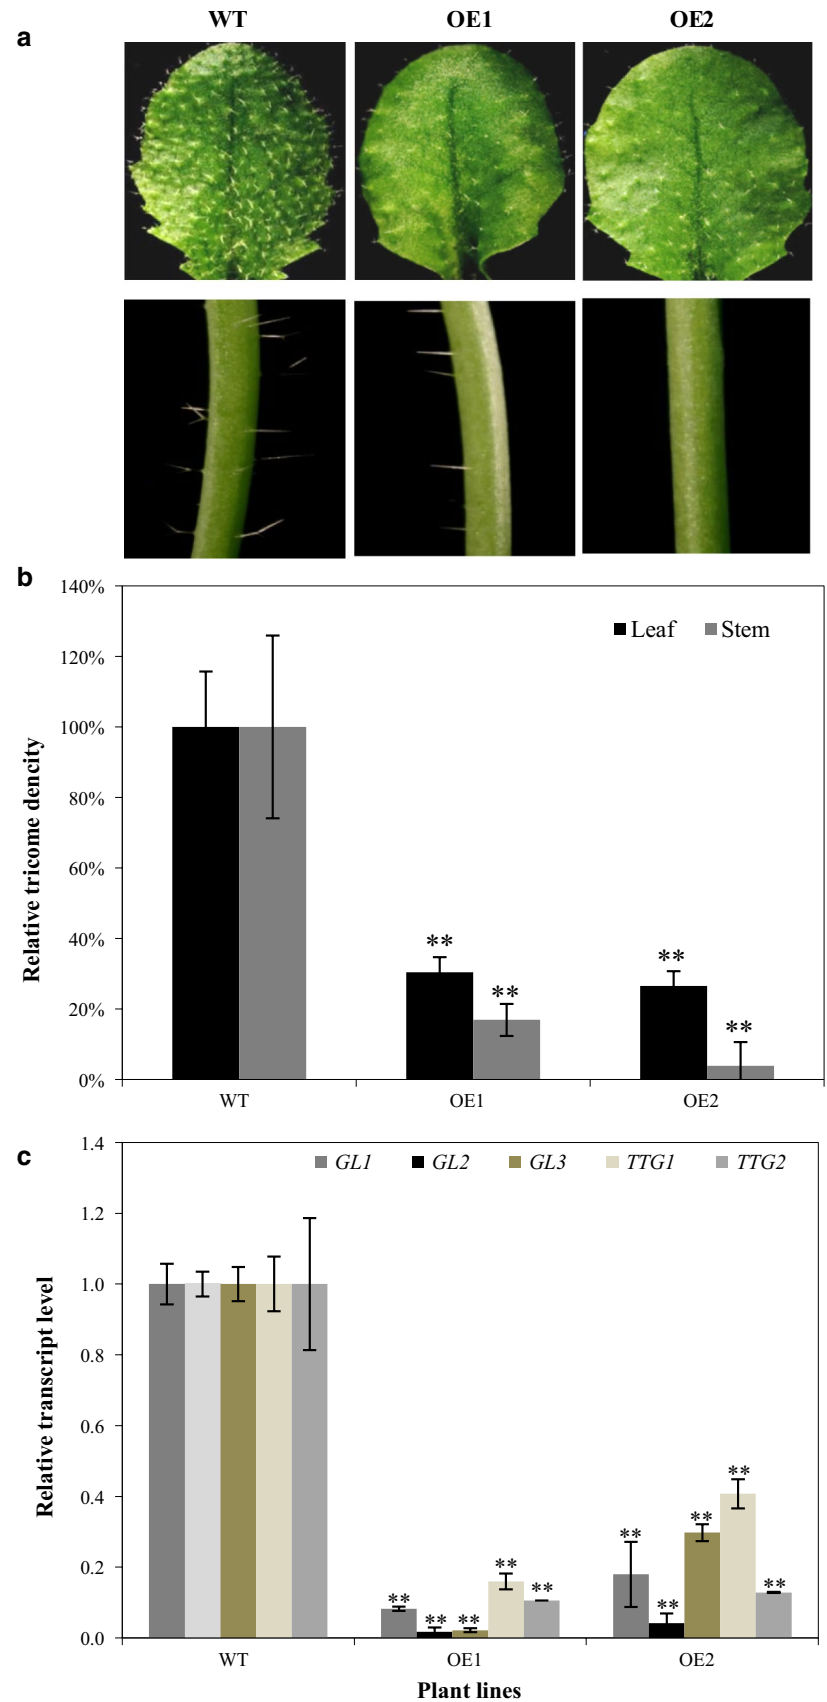 WT OE1 OE2
a
b
140%
120%
100%
80%
60%
40%
20%
0%
Relative tricome dencity
Leaf Stem
** ** ** **
WT OE1 OE2
c
1.4
1.2
1.0
0.8
0.6
0.4
0.2
0.0
Relative transcript level
GL1 GL2 GL3 TTG1 TTG2
** ** ** ** ** ** ** ** ** **
WT OE1 OE2
Plant lines